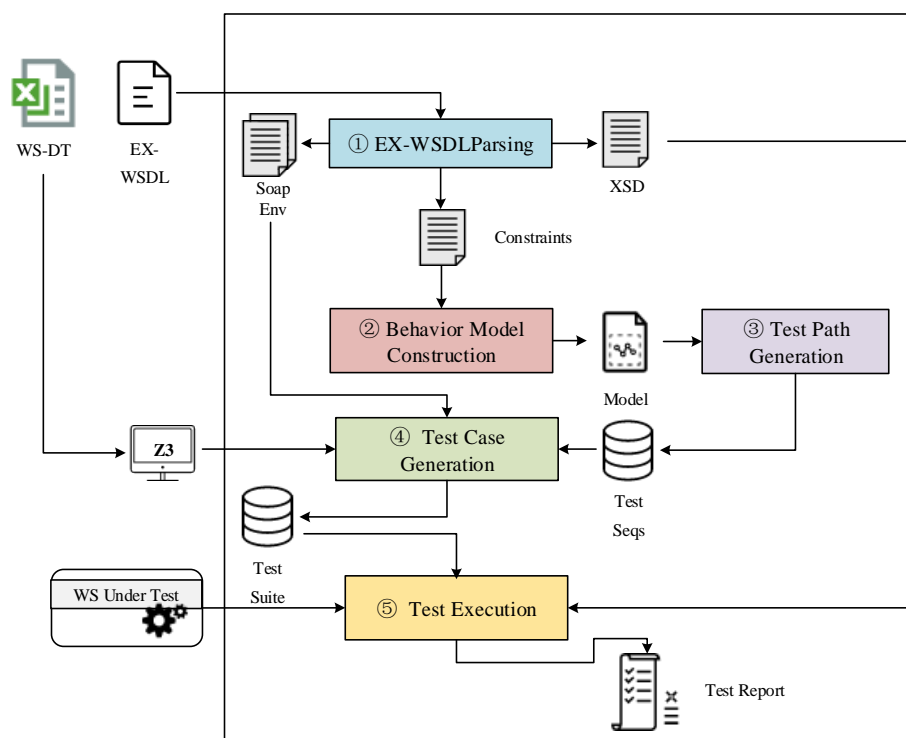 WS-DT
EX-
WSDL
① EX-WSDLParsing
Soap
Env
XSD
Constraints
② Behavior Model
Construction
③ Test Path
Generation
Model
Z3
④ Test Case
Generation
Test
Seqs
Test
Suite
WS Under Test
⑤ Test Execution
Test Report